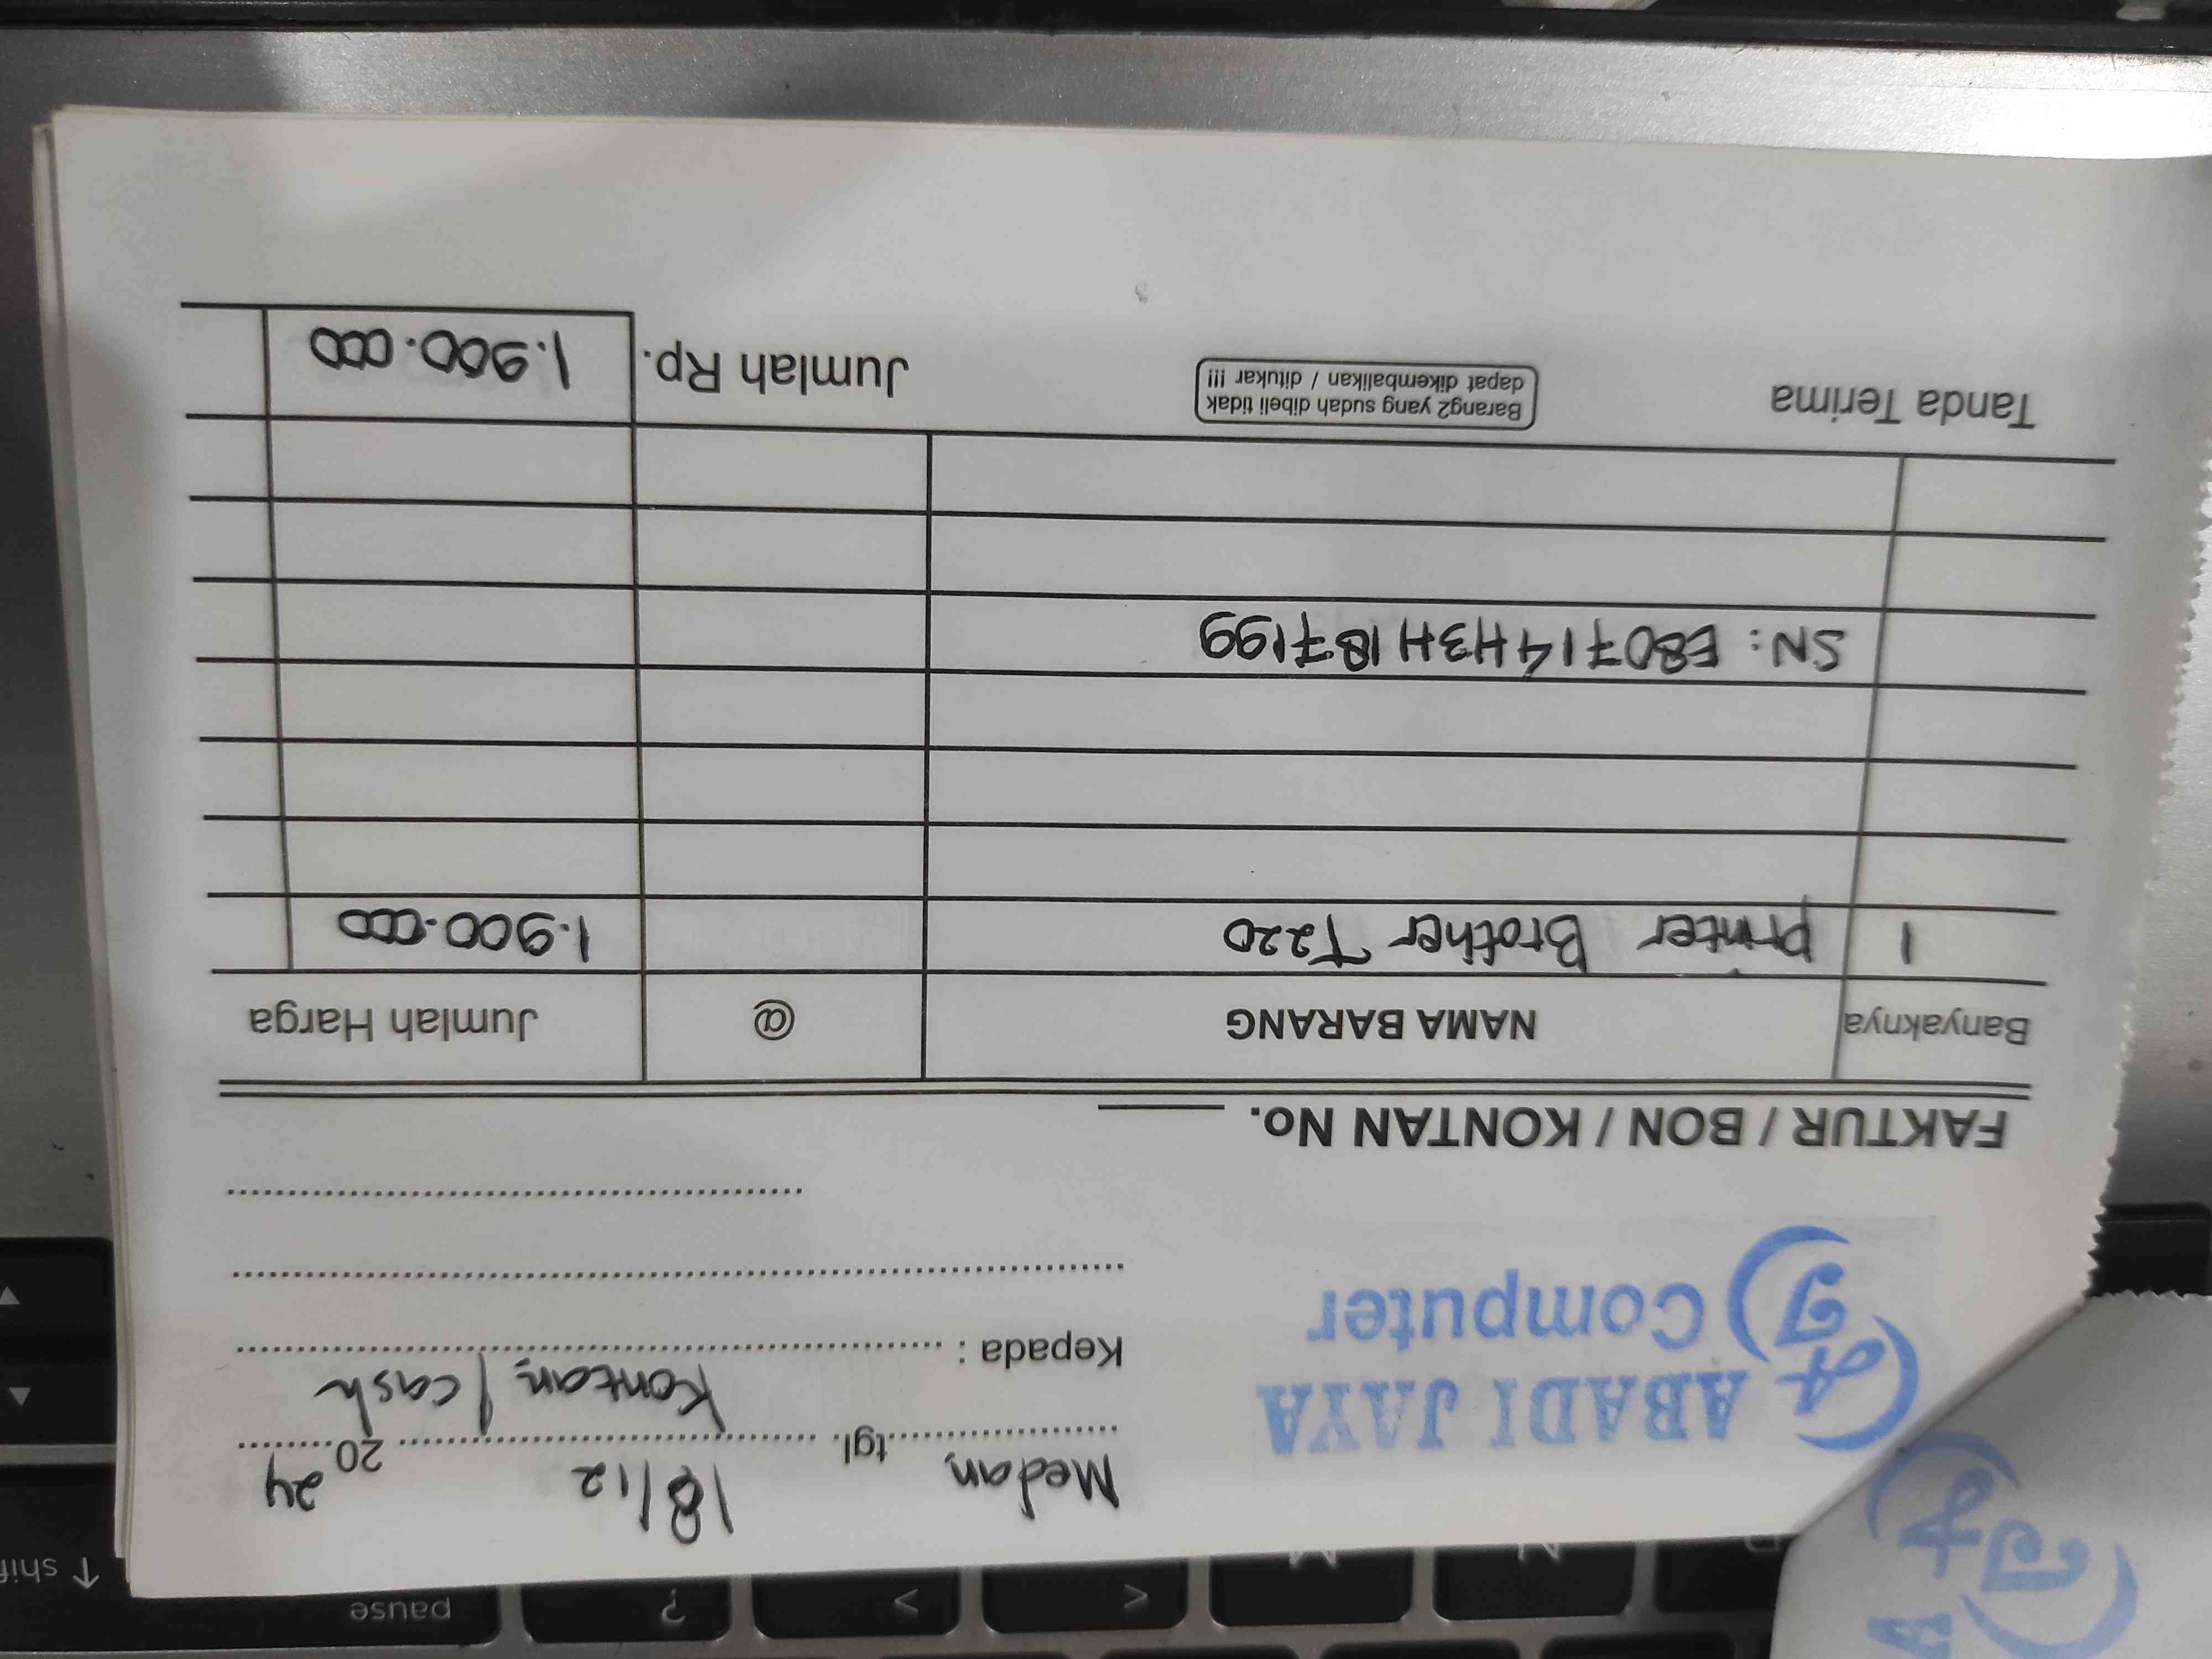 ABADI JAYA
Computer
Medan, tgl. 18/12 2024
Kontan / cash
Kepada :
FAKTUR / BON / KONTAN No.
Banyaknya NAMA BARANG @ Jumlah Harga
1 Printer Brother T220 1.900.000
SN: E80714H3H187199
Tanda Terima
Barang2 yang sudah dibeli tidak
dapat dikembalikan / ditukar !!!
Jumlah Rp. 1.900.000
pause
shif
?
>
<
M
N